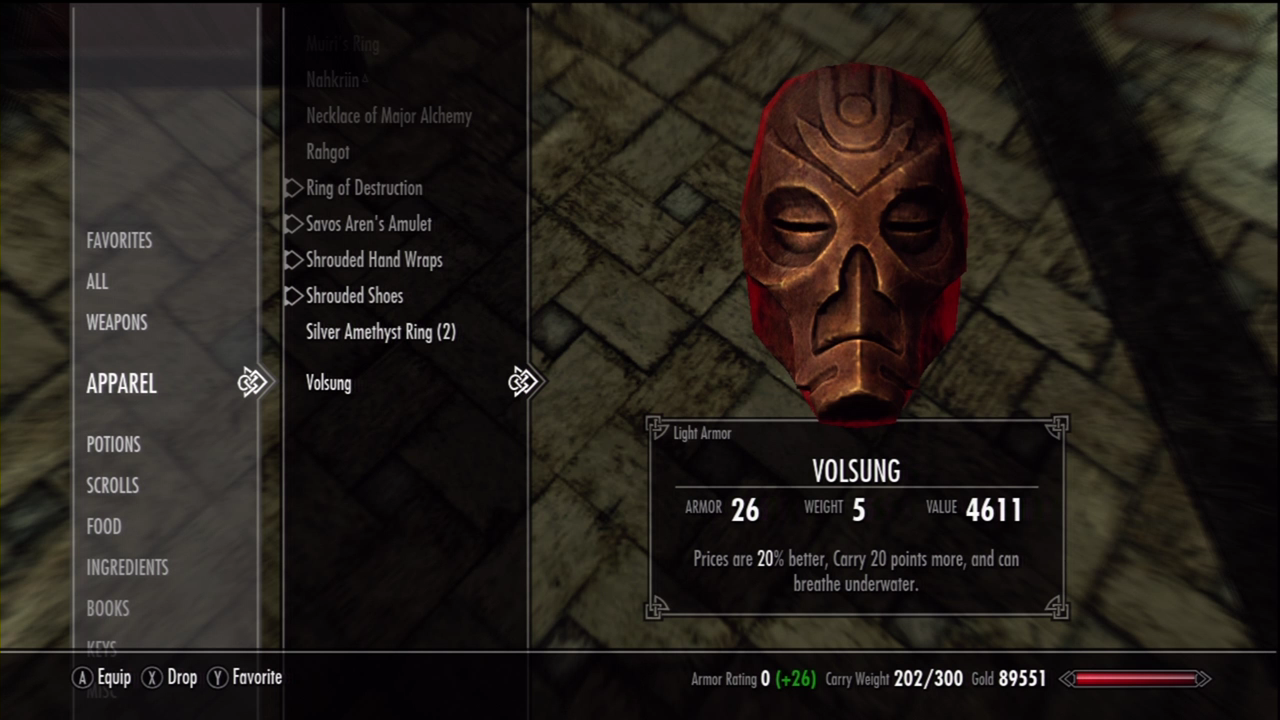 FAVORITES
ALL
WEAPONS
APPAREL
POTIONS
SCROLLS
FOOD
INGREDIENTS
BOOKS
KEYS
MISC
Muiri's Ring
Nahkriin
Necklace of Major Alchemy
Rahgot
Ring of Destruction
Savos Aren's Amulet
Shrouded Hand Wraps
Shrouded Shoes
Silver Amethyst Ring (2)
Volsung
Light Armor
VOLSUNG
ARMOR 26 WEIGHT 5 VALUE 4611
Prices are 20% better, Carry 20 points more, and can
breathe underwater.
A Equip X Drop Y Favorite
Armor Rating 0 (+26) Carry Weight 202/300 Gold 89551